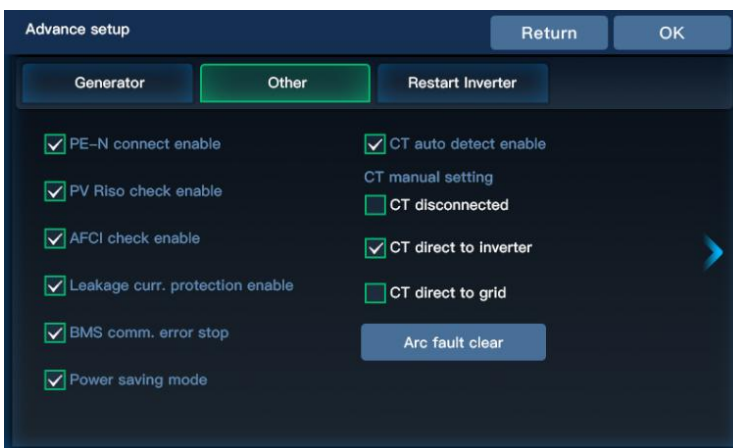 Advance setup
Return
OK
Generator
Other
Restart Inverter
PE-N connect enable
PV Riso check enable
AFCI check enable
Leakage curr. protection enable
BMS comm. error stop
Power saving mode
CT auto detect enable
CT manual setting
CT disconnected
CT direct to inverter
CT direct to grid
Arc fault clear